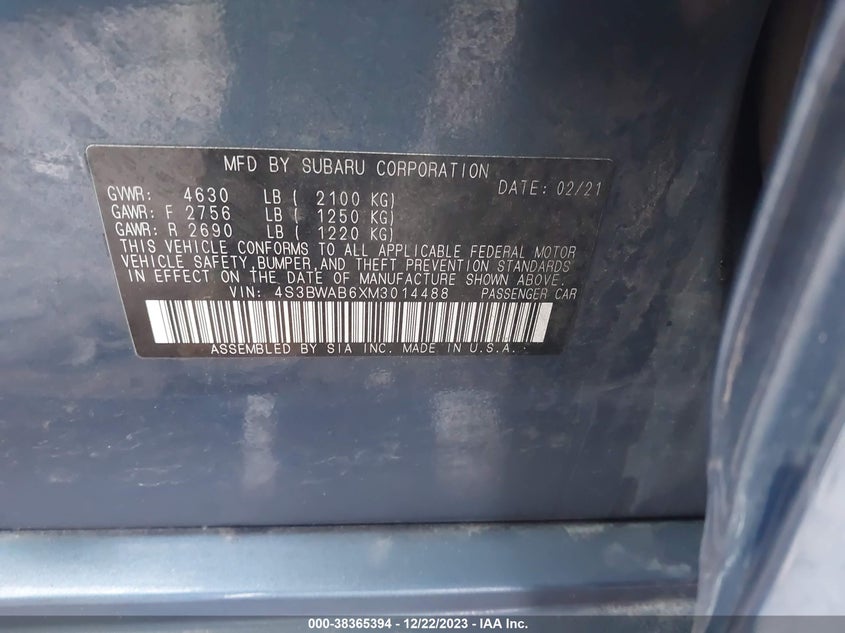 MFD BY SUBARU CORPORATION
DATE: 02/21
GVWR: 4630 LB ( 2100 KG)
GAWR: F 2756 LB ( 1250 KG)
GAWR: R 2690 LB ( 1220 KG)
THIS VEHICLE CONFORMS TO ALL APPLICABLE FEDERAL MOTOR
VEHICLE SAFETY, BUMPER, AND THEFT PREVENTION STANDARDS
IN EFFECT ON THE DATE OF MANUFACTURE SHOWN ABOVE.
VIN: 4S3BWAB6XM3014488 PASSENGER CAR
ASSEMBLED BY SIA INC. MADE IN U.S.A.
000-38365394 - 12/22/2023 - IAA Inc.